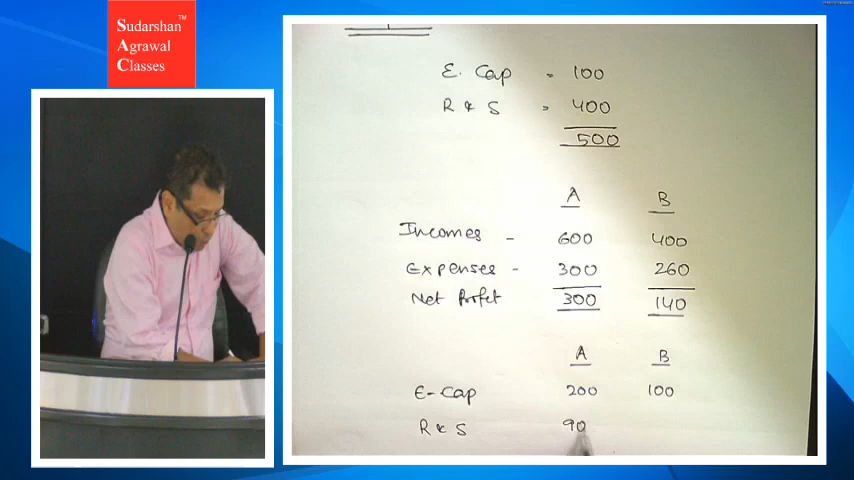 Sudarshan™
Agrawal
Classes
E. Cap = 100
R & S = 400
500
A B
Incomes - 600 400
Expenses - 300 260
Net Profit 300 140
A B
E-Cap 200 100
R & S 90